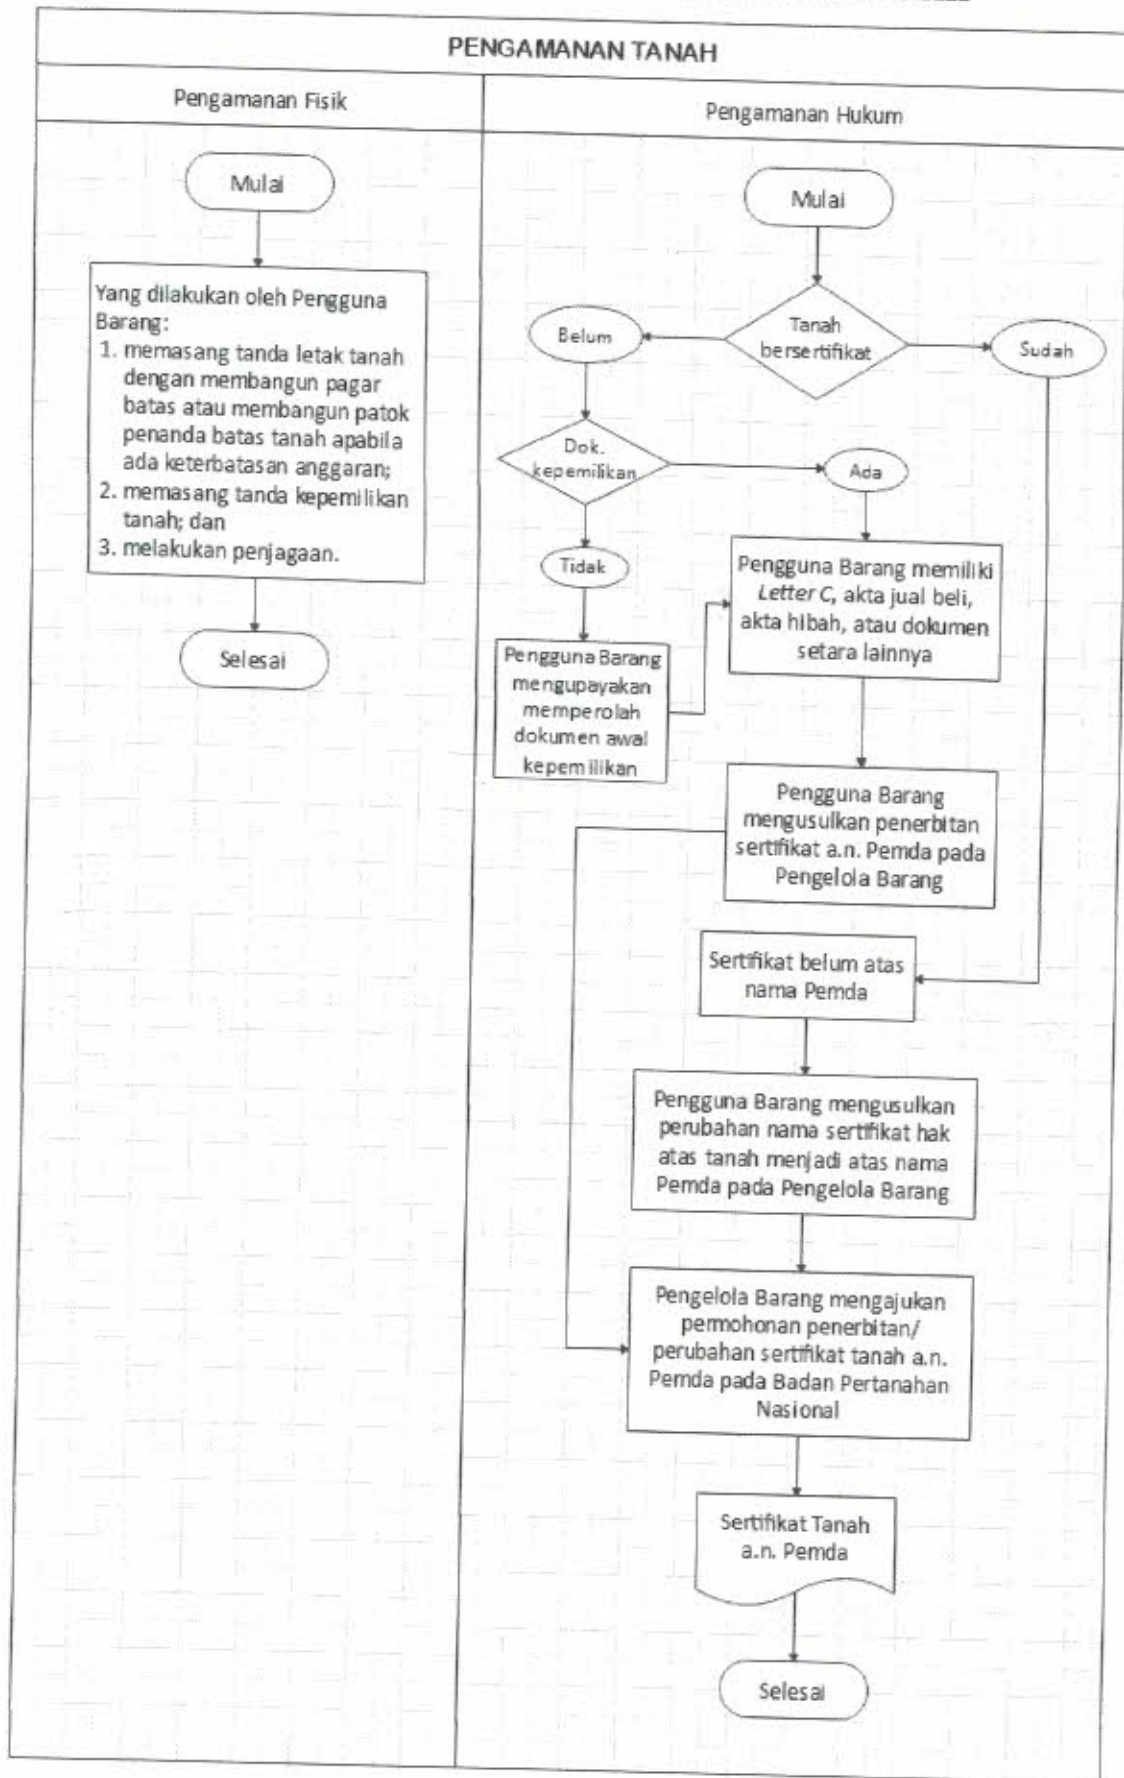 PENGAMANAN TANAH
Pengamanan Fisik
Pengamanan Hukum
Mulai
Yang dilakukan oleh Pengguna
Barang:
1. memasang tanda letak tanah
dengan membangun pagar
batas atau membangun patok
penanda batas tanah apabila
ada keterbatasan anggaran;
2. memasang tanda kepemilikan
tanah; dan
3. melakukan penjagaan.
Selesai
Mulai
Tanah
bersertifikat
Belum
Sudah
Dok.
kepemilikan
Ada
Tidak
Pengguna Barang memiliki
Letter C, akta jual beli,
akta hibah, atau dokumen
setara lainnya
Pengguna Barang
mengupayakan
memperolah
dokumen awal
kepemilikan
Pengguna Barang
mengusulkan penerbitan
sertifikat a.n. Pemda pada
Pengelola Barang
Sertifikat belum atas
nama Pemda
Pengguna Barang mengusulkan
perubahan nama sertifikat hak
atas tanah menjadi atas nama
Pemda pada Pengelola Barang
Pengelola Barang mengajukan
permohonan penerbitan/
perubahan sertifikat tanah a.n.
Pemda pada Badan Pertanahan
Nasional
Sertifikat Tanah
a.n. Pemda
Selesai